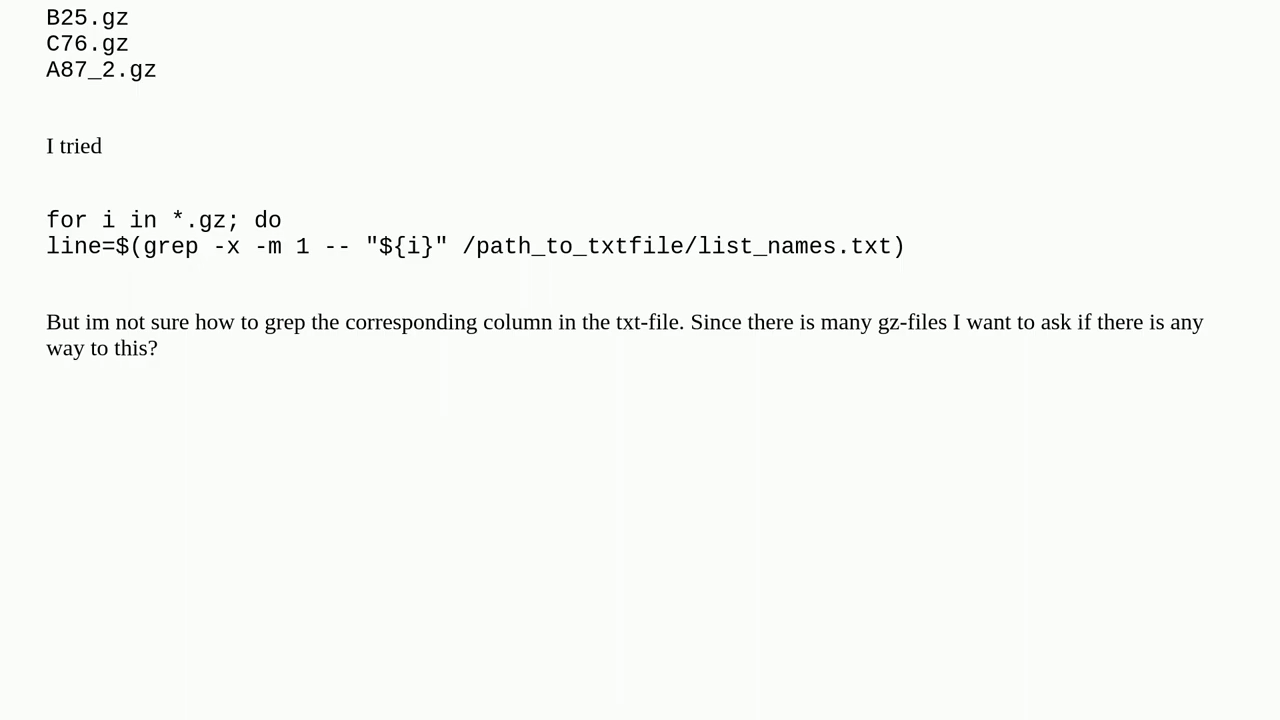 B25.gz
C76.gz
A87_2.gz
I tried
for i in *.gz; do
line=$(grep -x -m 1 -- "${i}" /path_to_txtfile/list_names.txt)
But im not sure how to grep the corresponding column in the txt-file. Since there is many gz-files I want to ask if there is any
way to this?